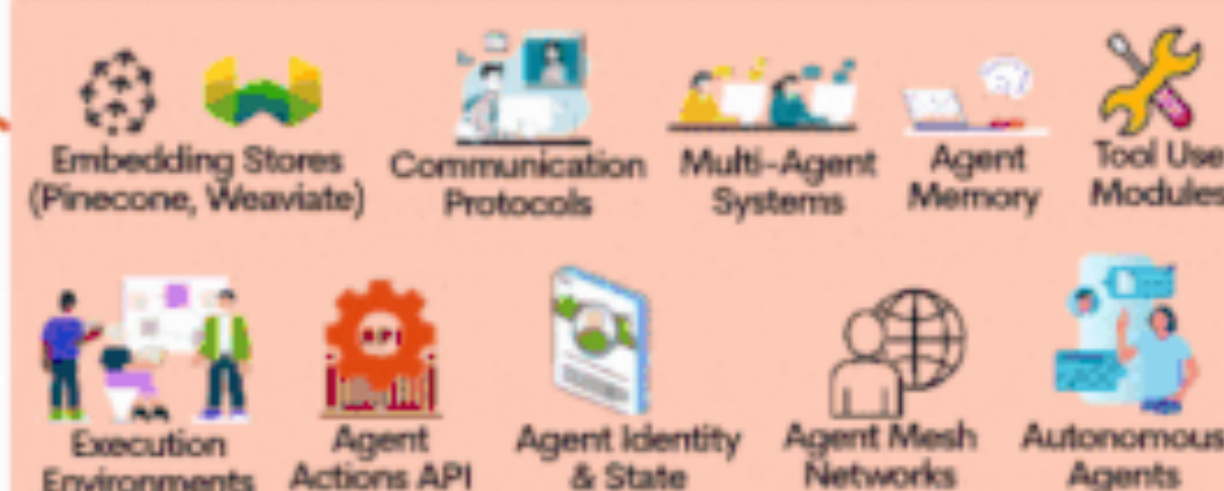 Embedding Stores
(Pinecone, Weaviate)
Communication
Protocols
Multi-Agent
Systems
Agent
Memory
Tool Use
Modules
Execution
Environments
API
Agent
Actions API
Agent Identity
& State
Agent Mesh
Networks
Autonomous
Agents